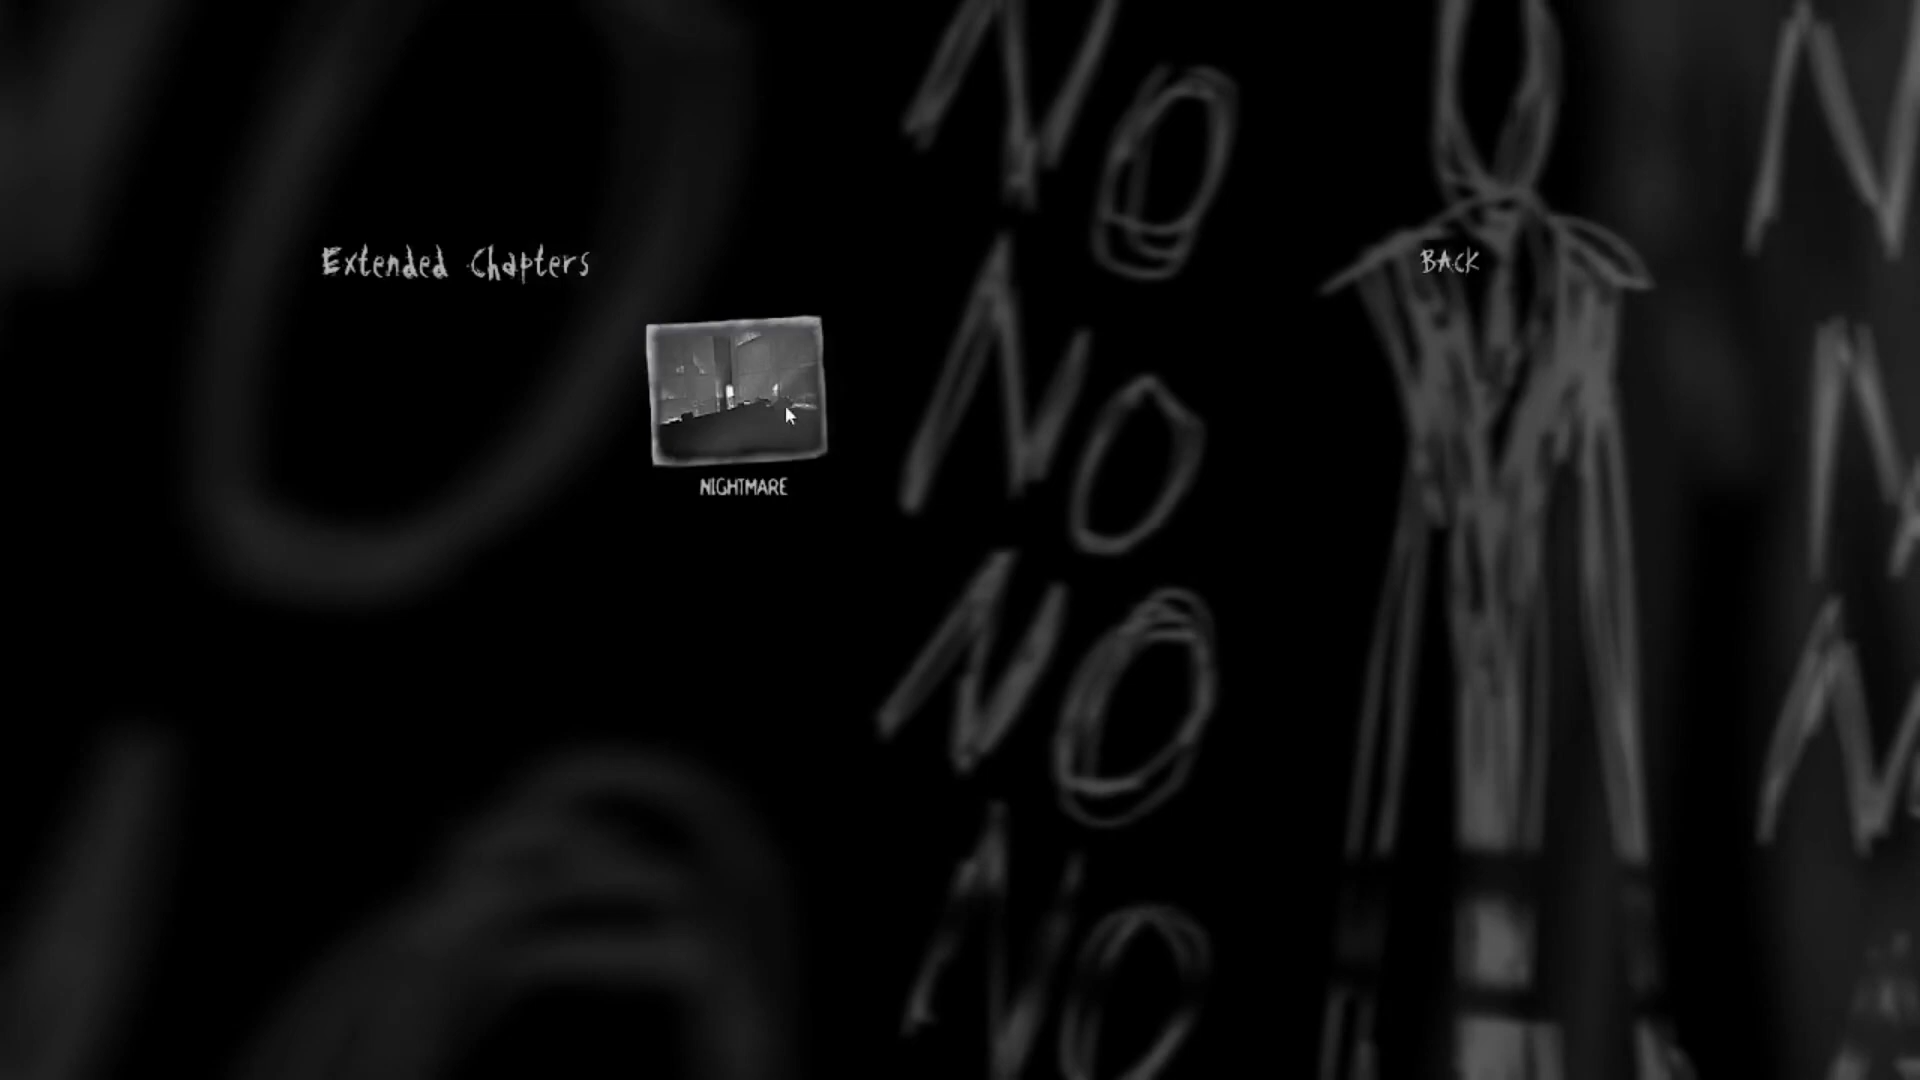 Extended Chapters
BACK
NIGHTMARE
NO
NO
NO
NO
N
N
N